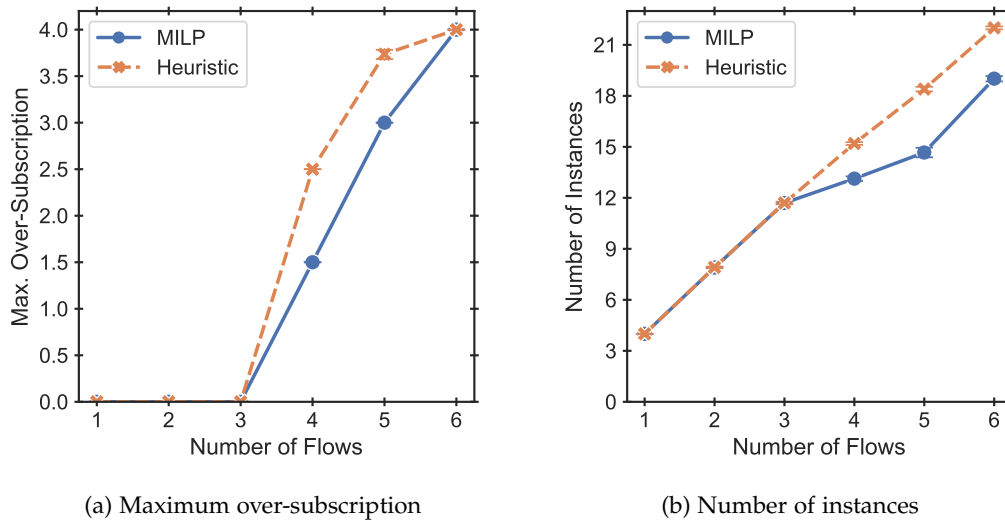 4.0
3.5
3.0
2.5
2.0
1.5
1.0
0.5
0.0
Max. Over-Subscription
MILP
Heuristic
1 2 3 4 5 6
Number of Flows
(a) Maximum over-subscription
21
18
15
12
9
6
3
0
Number of Instances
MILP
Heuristic
1 2 3 4 5 6
Number of Flows
(b) Number of instances